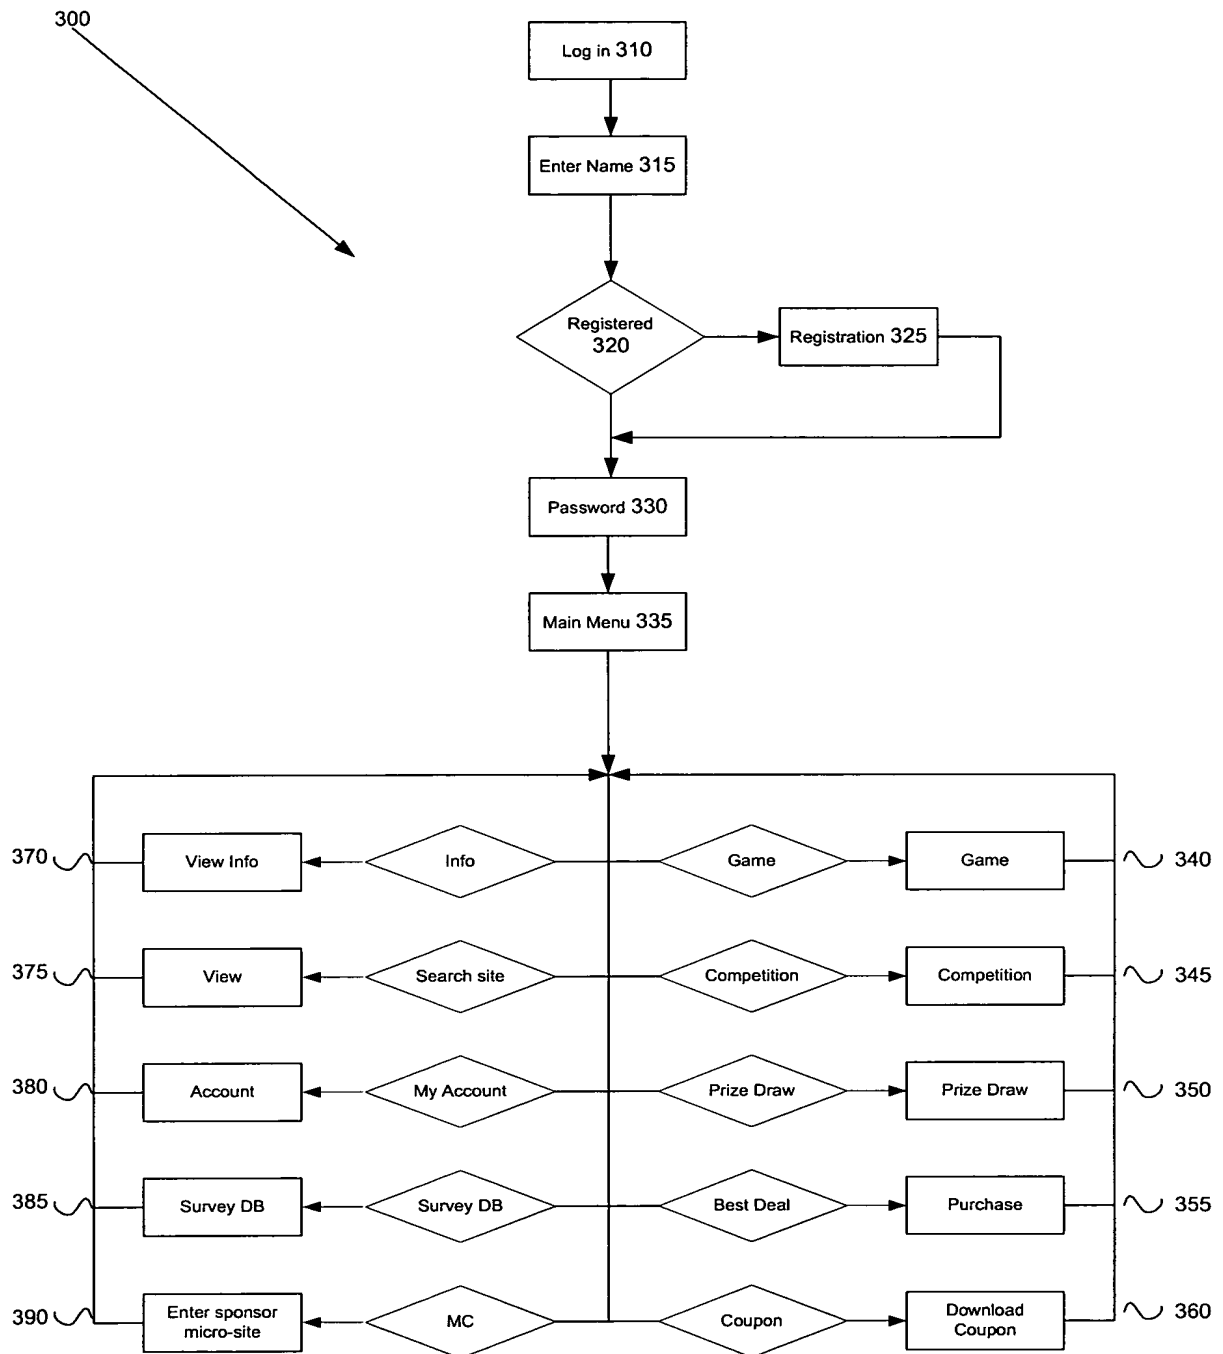 300
Log in 310
Enter Name 315
Registered
320
Registration 325
Password 330
Main Menu 335
370
View Info
Info
Game
Game
340
375
View
Search site
Competition
Competition
345
380
Account
My Account
Prize Draw
Prize Draw
350
385
Survey DB
Survey DB
Best Deal
Purchase
355
390
Enter sponsor
micro-site
MC
Coupon
Download
Coupon
360